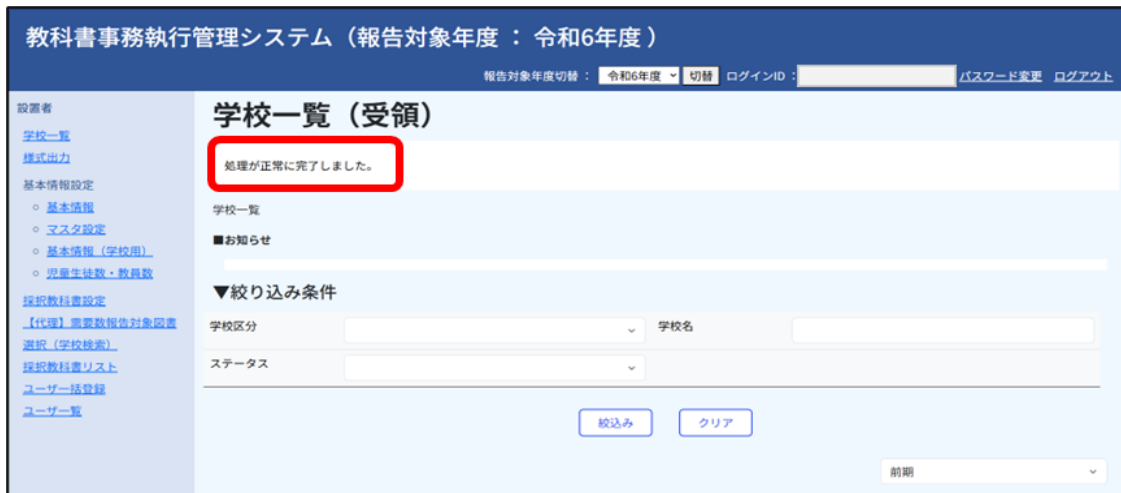 教科書事務執行管理システム（報告対象年度 ： 令和6年度 ）
報告対象年度切替 ： 令和6年度 切替 ログインID ： パスワード変更 ログアウト
設置者
学校一覧
様式出力
基本情報設定
基本情報
マスタ設定
基本情報（学校用）
児童生徒数・教員数
採択教科書設定
【代理】需要数報告対象図書
選択（学校検索）
採択教科書リスト
ユーザ一括登録
ユーザ一覧
学校一覧（受領）
処理が正常に完了しました。
学校一覧
■お知らせ
▼絞り込み条件
学校区分 学校名
ステータス
絞込み クリア
前期